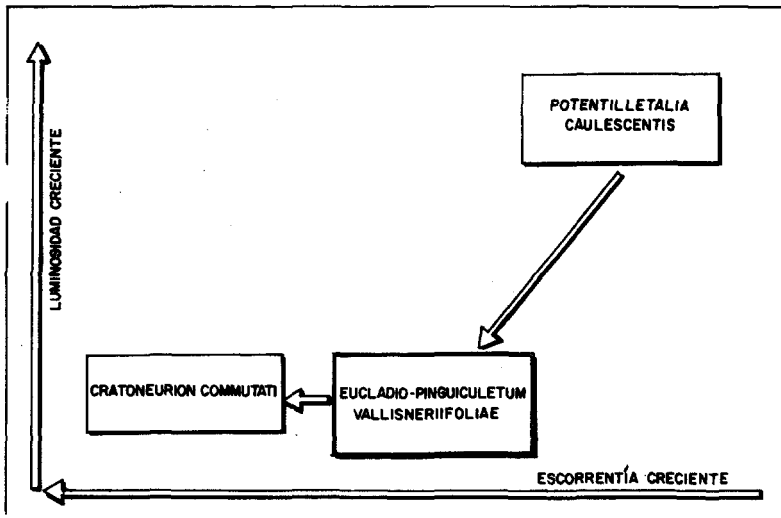 POTENTILLETALIA
CAULESCENTIS
LUMINOSIDAD CRECIENTE
CRATONEURION COMMUTATI
EUCLADIO-PINGUICULETUM
VALLISNERIIFOLIAE
ESCORRENTÍA CRECIENTE